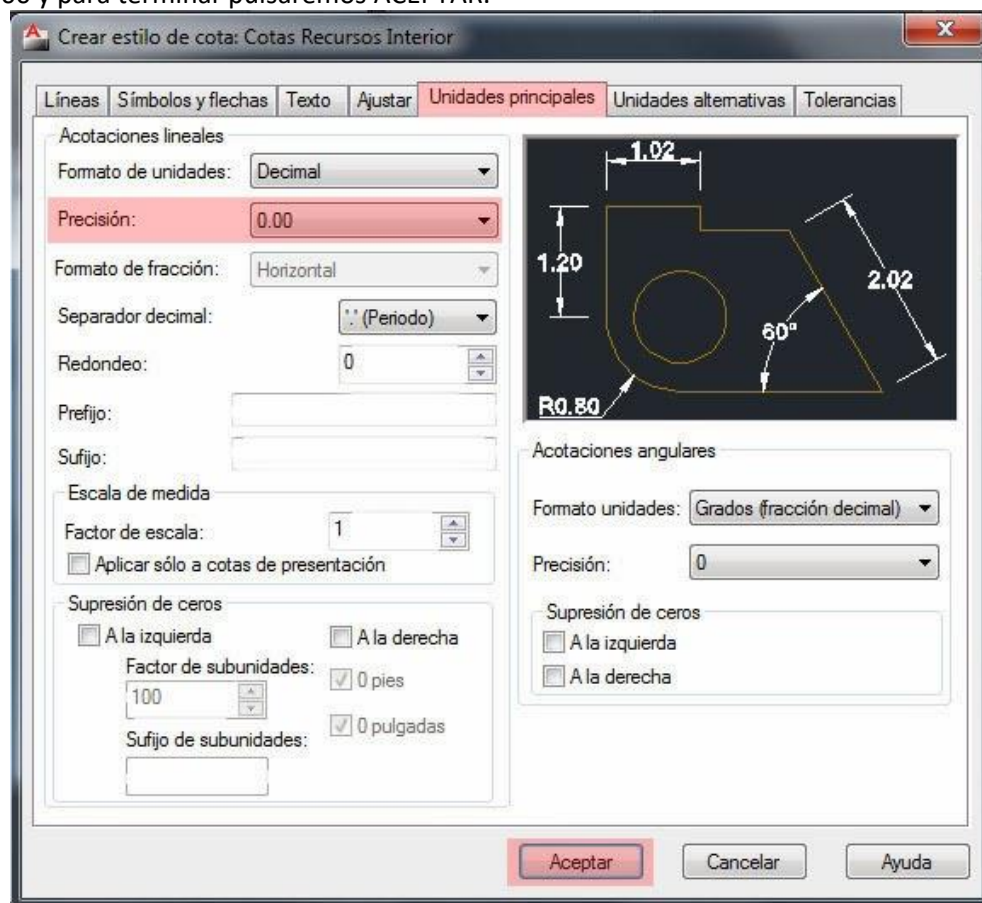 00 y para terminar pulsaremos ACEPTAR.
Crear estilo de cota: Cotas Recursos Interior
Líneas Símbolos y flechas Texto Ajustar Unidades principales Unidades alternativas Tolerancias
Acotaciones lineales
Formato de unidades: Decimal
Precisión: 0.00
Formato de fracción: Horizontal
Separador decimal: '.' (Periodo)
Redondeo: 0
Prefijo:
Sufijo:
Escala de medida
Factor de escala: 1
Aplicar sólo a cotas de presentación
Supresión de ceros
A la izquierda
A la derecha
Factor de subunidades:
100
0 pies
0 pulgadas
Sufijo de subunidades:
1.02
1.20
2.02
60°
R0.80
Acotaciones angulares
Formato unidades: Grados (fracción decimal)
Precisión: 0
Supresión de ceros
A la izquierda
A la derecha
Aceptar Cancelar Ayuda